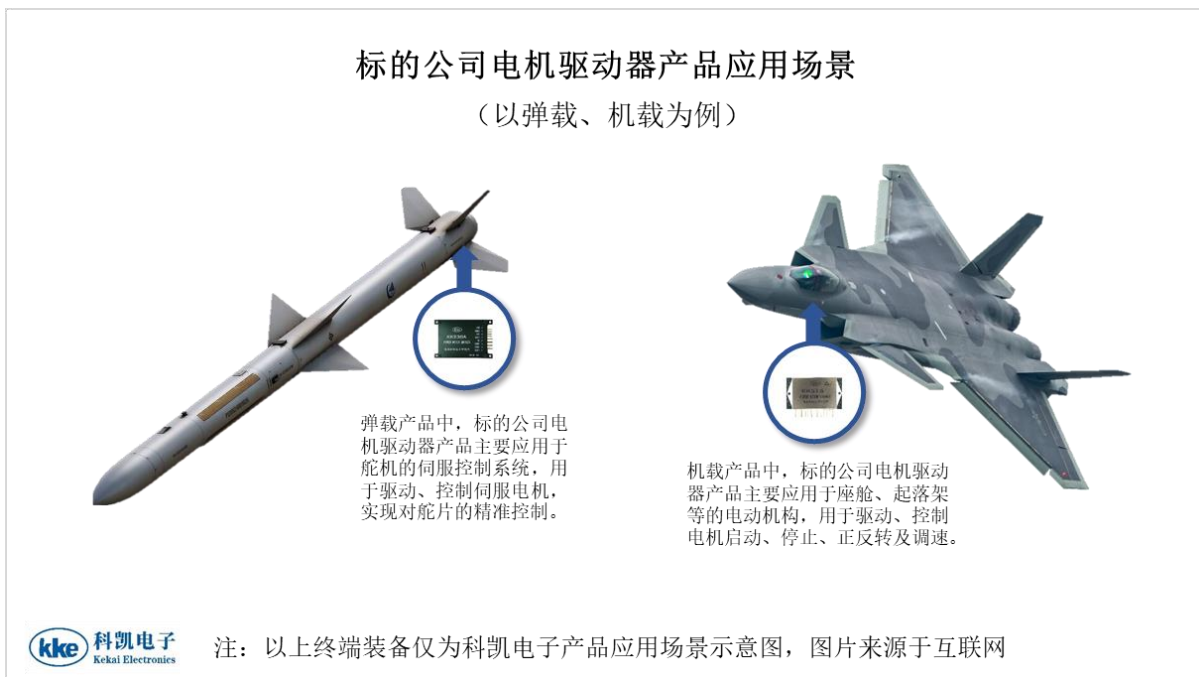 标的公司电机驱动器产品应用场景
（以弹载、机载为例）
弹载产品中，标的公司电
机驱动器产品主要应用于
舵机的伺服控制系统，用
于驱动、控制伺服电机，
实现对舵片的精准控制。
机载产品中，标的公司电机驱动
器产品主要应用于座舱、起落架
等的电动机构，用于驱动、控制
电机启动、停止、正反转及调速。
kke 科凯电子
Kekai Electronics
注：以上终端装备仅为科凯电子产品应用场景示意图，图片来源于互联网